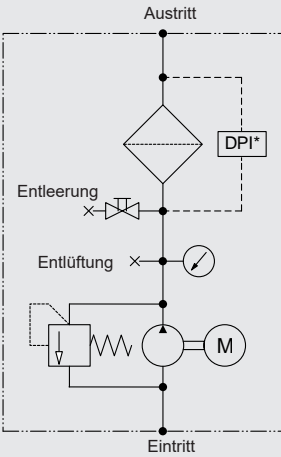 Austritt
DPI*
Entleerung
Entlüftung
M
Eintritt